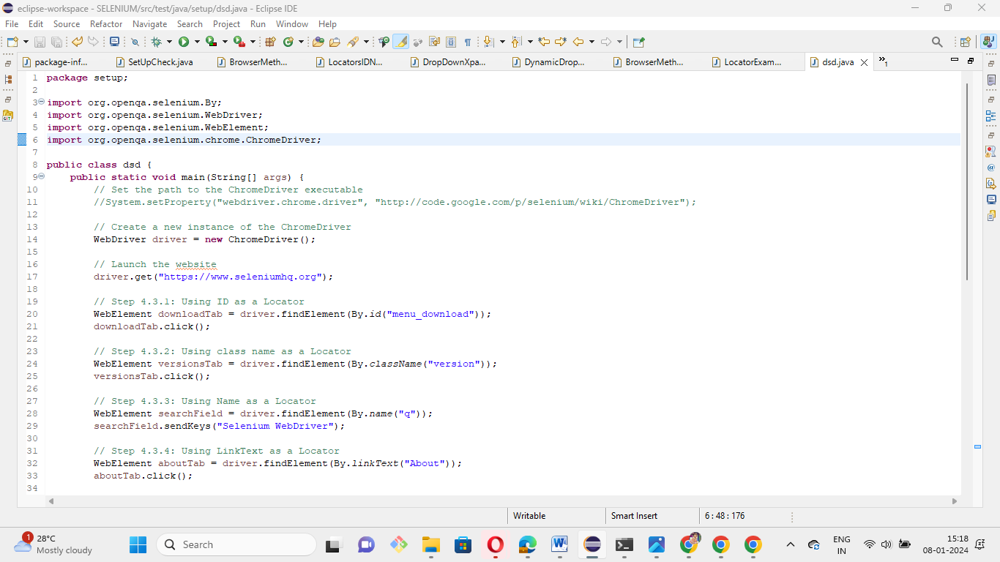 eclipse-workspace - SELENIUM/src/test/java/setup/dsd.java - Eclipse IDE
File Edit Source Refactor Navigate Search Project Run Window Help
package-inf... SetUpCheck.java BrowserMeth... LocatorsIDN... DropDownXpa... DynamicDrop... BrowserMeth... LocatorExam... dsd.java »1
1 package setup;
2
3 import org.openqa.selenium.By;
4 import org.openqa.selenium.WebDriver;
5 import org.openqa.selenium.WebElement;
6 import org.openqa.selenium.chrome.ChromeDriver;
7
8 public class dsd {
9 public static void main(String[] args) {
10 // Set the path to the ChromeDriver executable
11 //System.setProperty("webdriver.chrome.driver", "http://code.google.com/p/selenium/wiki/ChromeDriver");
12
13 // Create a new instance of the ChromeDriver
14 WebDriver driver = new ChromeDriver();
15
16 // Launch the website
17 driver.get("https://www.seleniumhq.org");
18
19 // Step 4.3.1: Using ID as a Locator
20 WebElement downloadTab = driver.findElement(By.id("menu_download"));
21 downloadTab.click();
22
23 // Step 4.3.2: Using class name as a Locator
24 WebElement versionsTab = driver.findElement(By.className("version"));
25 versionsTab.click();
26
27 // Step 4.3.3: Using Name as a Locator
28 WebElement searchField = driver.findElement(By.name("q"));
29 searchField.sendKeys("Selenium WebDriver");
30
31 // Step 4.3.4: Using LinkText as a Locator
32 WebElement aboutTab = driver.findElement(By.linkText("About"));
33 aboutTab.click();
34
Writable Smart Insert 6 : 48 : 176
1 28°C
Mostly cloudy
Search
ENG
IN
15:18
08-01-2024